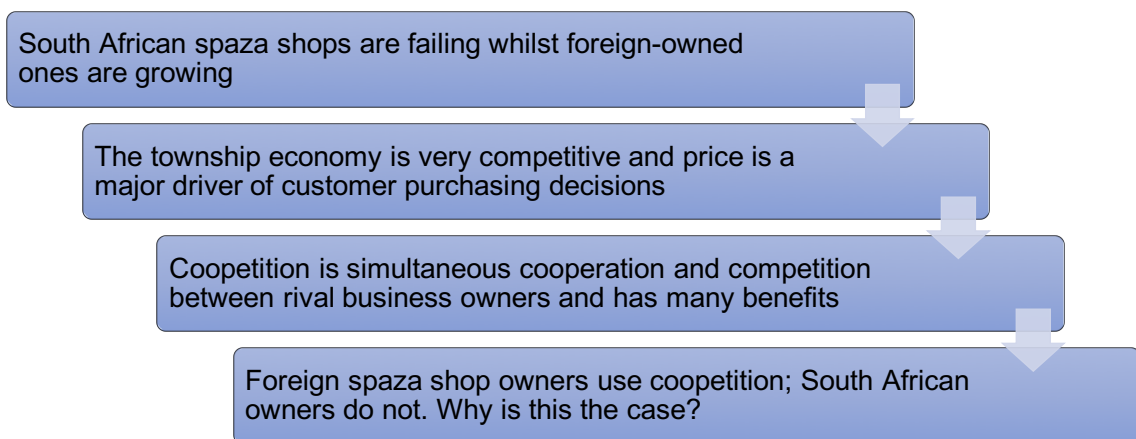 South African spaza shops are failing whilst foreign-owned
ones are growing
The township economy is very competitive and price is a
major driver of customer purchasing decisions
Coopetition is simultaneous cooperation and competition
between rival business owners and has many benefits
Foreign spaza shop owners use coopetition; South African
owners do not. Why is this the case?